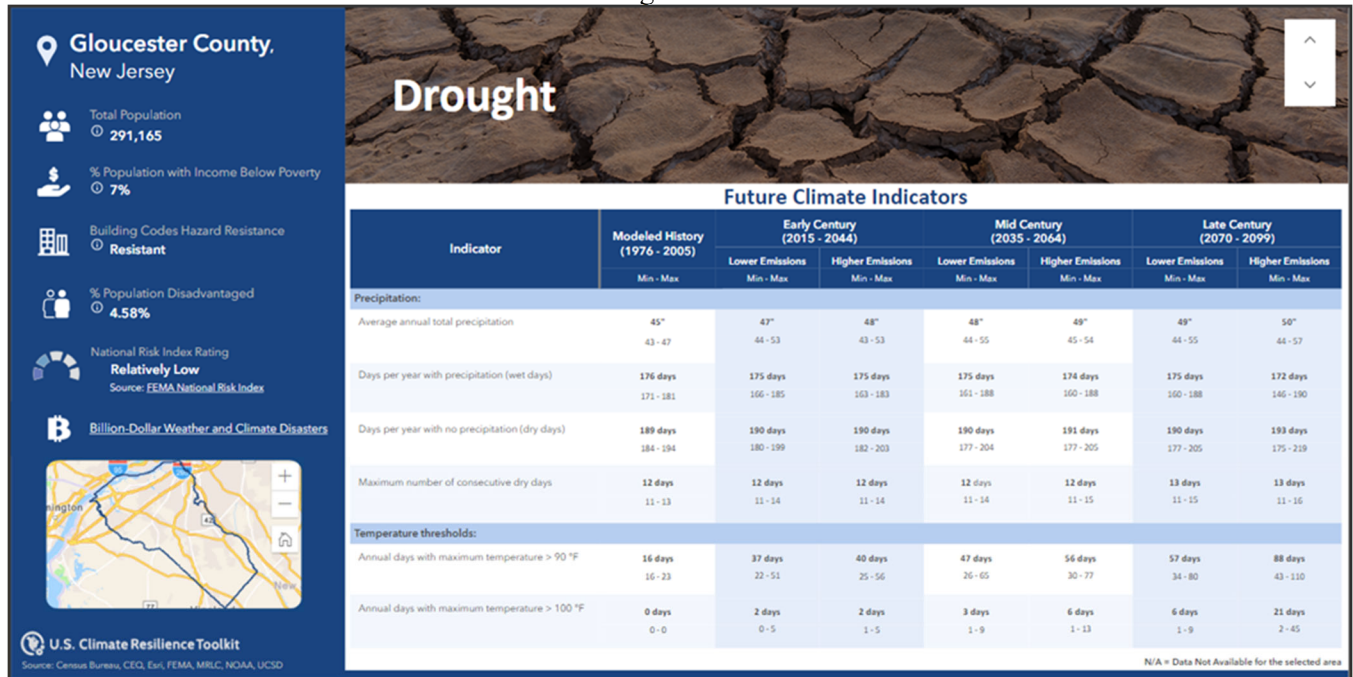 Gloucester County,
New Jersey
Total Population
291,165
% Population with Income Below Poverty
7%
Building Codes Hazard Resistance
Resistant
% Population Disadvantaged
4.58%
National Risk Index Rating
Relatively Low
Source: FEMA National Risk Index
Billion-Dollar Weather and Climate Disasters
95
42
77
New
U.S. Climate Resilience Toolkit
Source: Census Bureau, CEQ, Esri, FEMA, MRLC, NOAA, UCSD
Drought
Future Climate Indicators
Indicator
Modeled History
(1976 - 2005)
Min - Max
Early Century
(2015 - 2044)
Mid Century
(2035 - 2064)
Late Century
(2070 - 2099)
Lower Emissions Higher Emissions Lower Emissions Higher Emissions Lower Emissions Higher Emissions
Min - Max Min - Max Min - Max Min - Max Min - Max Min - Max
Precipitation:
Average annual total precipitation 45" 47" 48" 48" 49" 49" 50"
43 - 47 44 - 53 43 - 53 44 - 55 45 - 54 44 - 55 44 - 57
Days per year with precipitation (wet days) 176 days 175 days 175 days 175 days 174 days 175 days 172 days
171 - 181 166 - 185 163 - 183 161 - 188 160 - 188 160 - 188 146 - 190
Days per year with no precipitation (dry days) 189 days 190 days 190 days 190 days 191 days 190 days 193 days
184 - 194 180 - 199 182 - 203 177 - 204 177 - 205 177 - 205 175 - 219
Maximum number of consecutive dry days 12 days 12 days 12 days 12 days 12 days 13 days 13 days
11 - 13 11 - 14 11 - 14 11 - 14 11 - 15 11 - 15 11 - 16
Temperature thresholds:
Annual days with maximum temperature > 90 °F 16 days 37 days 40 days 47 days 56 days 57 days 88 days
16 - 23 22 - 51 25 - 56 26 - 65 30 - 77 34 - 80 43 - 110
Annual days with maximum temperature > 100 °F 0 days 2 days 2 days 3 days 6 days 6 days 21 days
0 - 0 0 - 5 1 - 5 1 - 9 1 - 13 1 - 9 2 - 45
N/A = Data Not Available for the selected area